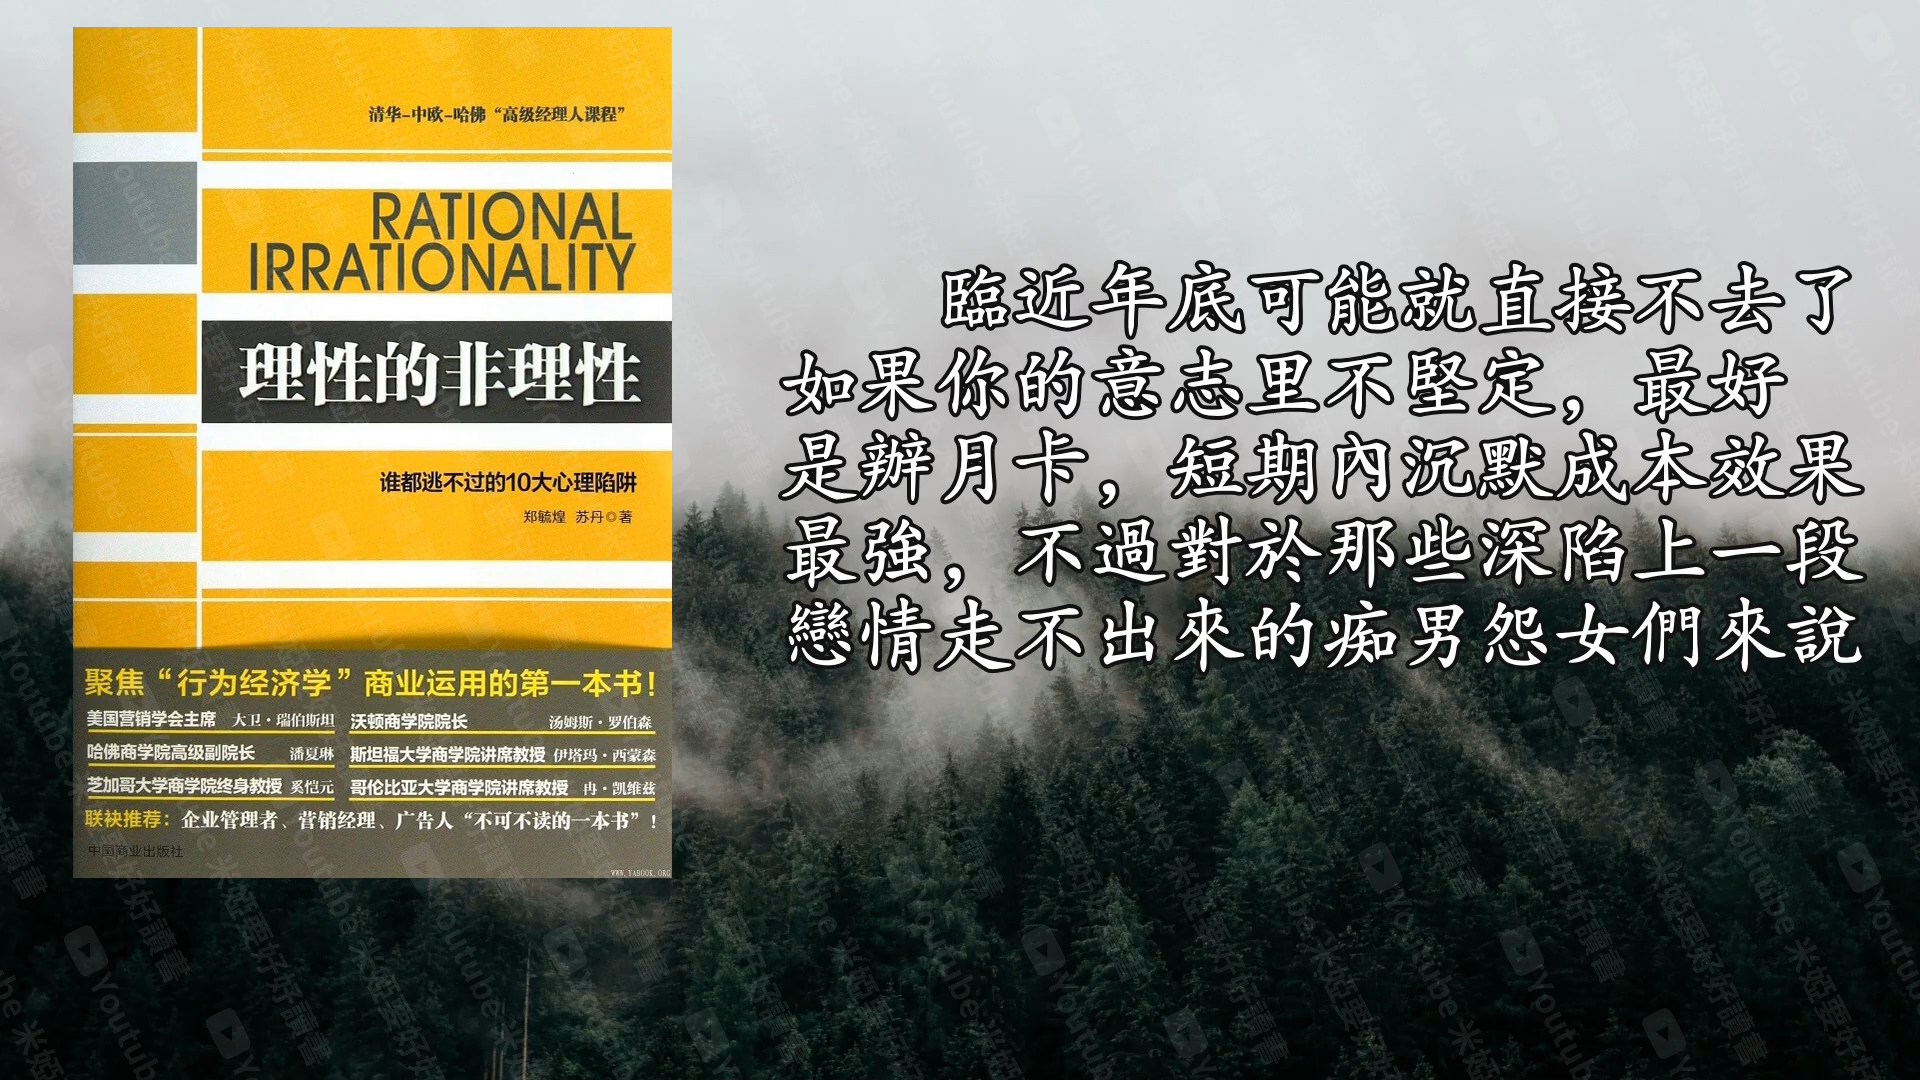 清华-中欧-哈佛“高级经理人课程”
RATIONAL
IRRATIONALITY
理性的非理性
谁都逃不过的10大心理陷阱
郑毓煌 苏丹◎著
聚焦“行为经济学”商业运用的第一本书！
美国营销学会主席 大卫·瑞伯斯坦 沃顿商学院院长 汤姆斯·罗伯森
哈佛商学院高级副院长 潘夏琳 斯坦福大学商学院讲席教授 伊塔玛·西蒙森
芝加哥大学商学院终身教授 奚恺元 哥伦比亚大学商学院讲席教授 冉·凯维兹
联袂推荐：企业管理者、营销经理、广告人“不可不读的一本书”！
中国商业出版社
WWW.YABOOK.ORG
臨近年底可能就直接不去了
如果你的意志里不堅定，最好
是辦月卡，短期內沉默成本效果
最強，不過對於那些深陷上一段
戀情走不出來的痴男怨女們來說
Youtube 米婭要好好讀書